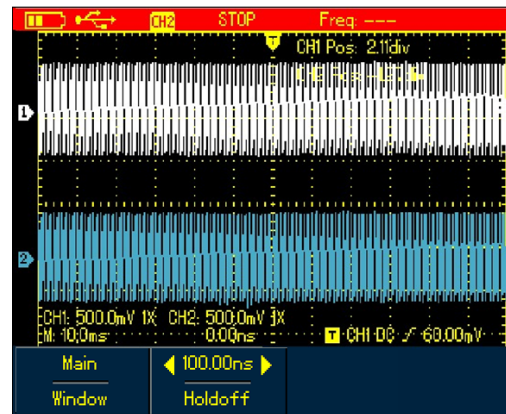 CH2 STOP Freq: ---
T
CH1 Pos: 2.11div
1
2
CH1: 500.0mV 1X CH2: 500.0mV 1X
M: 10.0ms 0.00ns T CH1 DC 60.00mV
Main 100.00ns
Window Holdoff